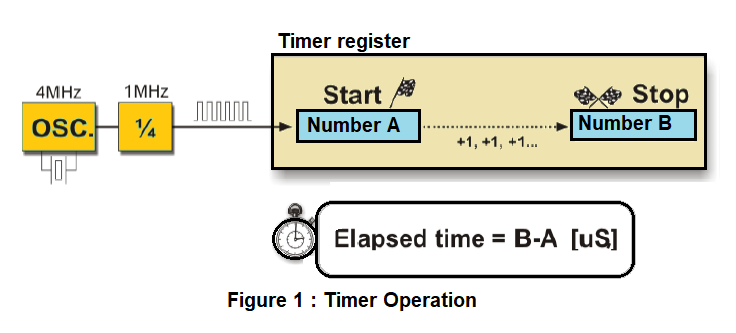 Timer register
4MHz
1MHz
Start
Stop
OSC.
¼
Number A
Number B
+1, +1, +1...
Elapsed time = B-A [uS]
Figure 1 : Timer Operation